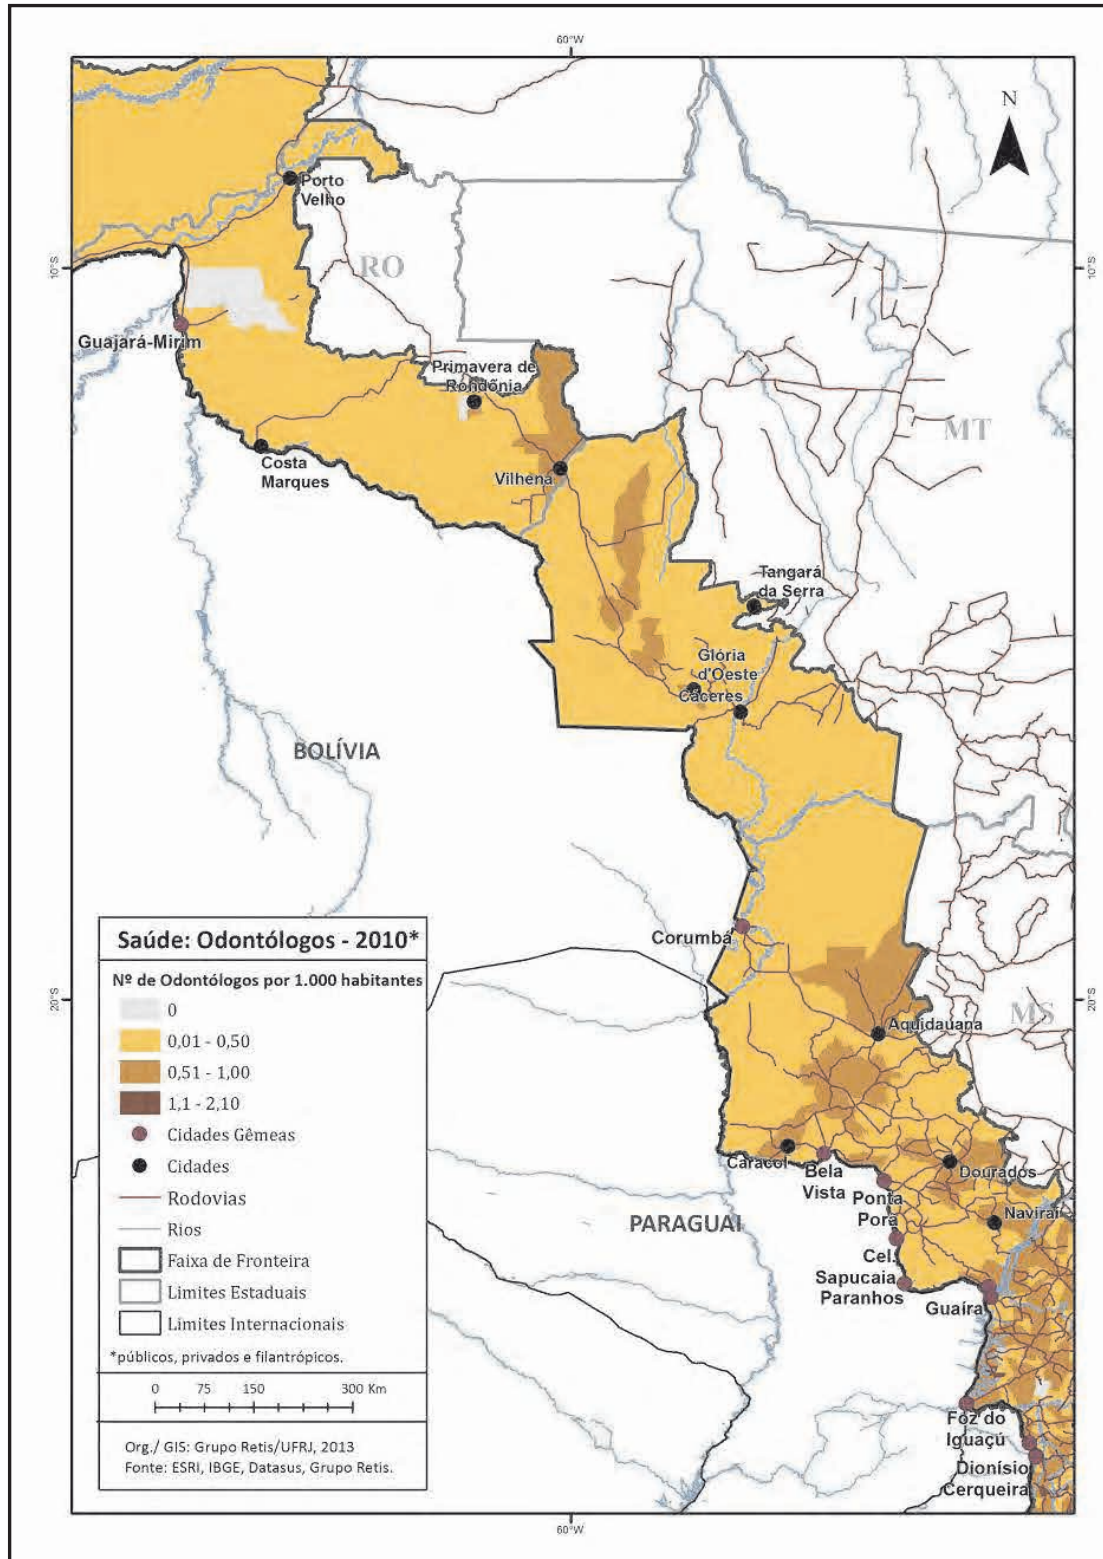 60°W
N
Porto
Velho
10°S
RO
10°S
Guajará-Mirim
Primavera de
Rondônia
MT
Costa
Marques
Vilhena
Tangará
da Serra
Glória
d'Oeste
Cáceres
BOLÍVIA
Corumbá
20°S
MS
20°S
Aquidauana
Caracol
Bela
Vista
Dourados
Ponta
Porã
Naviraí
PARAGUAI
Cel.
Sapucaia
Paranhos
Guaíra
Foz do
Iguaçú
Dionísio
Cerqueira
60°W
Saúde: Odontólogos - 2010*
Nº de Odontólogos por 1.000 habitantes
0
0,01 - 0,50
0,51 - 1,00
1,1 - 2,10
Cidades Gêmeas
Cidades
Rodovias
Rios
Faixa de Fronteira
Limites Estaduais
Limites Internacionais
*públicos, privados e filantrópicos.
0 75 150 300 Km
Org./ GIS: Grupo Retis/UFRJ, 2013
Fonte: ESRI, IBGE, Datasus, Grupo Retis.